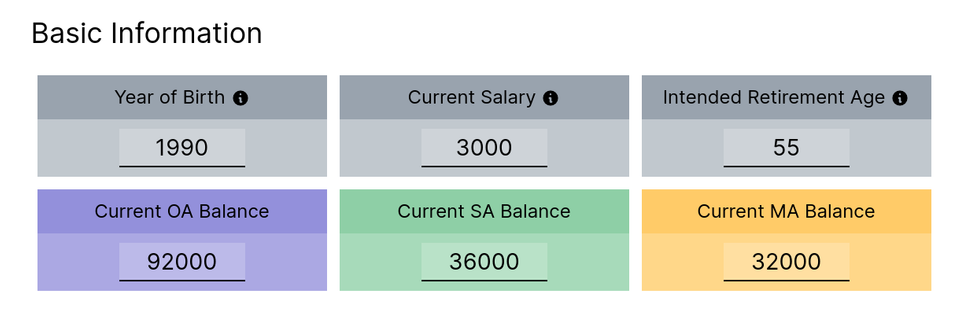 Basic Information
Year of Birth Current Salary Intended Retirement Age
1990 3000 55
Current OA Balance Current SA Balance Current MA Balance
92000 36000 32000